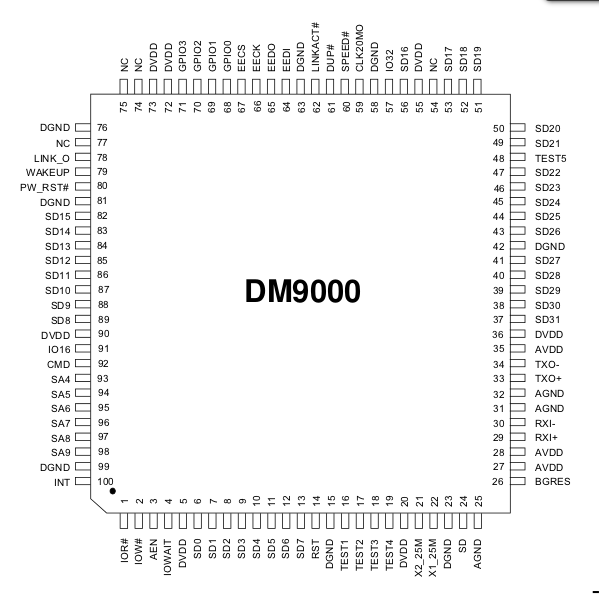 NC NC DVDD DVDD GPIO3 GPIO2 GPIO1 GPIO0 EECS EECK EEDO EEDI DGND LINKACT# DUP# SPEED# CLK20MO DGND IO32 SD16 DVDD NC SD17 SD18 SD19
75 74 73 72 71 70 69 68 67 66 65 64 63 62 61 60 59 58 57 56 55 54 53 52 51
DGND 76 50 SD20
NC 77 49 SD21
LINK_O 78 48 TEST5
WAKEUP 79 47 SD22
PW_RST# 80 46 SD23
DGND 81 45 SD24
SD15 82 44 SD25
SD14 83 43 SD26
SD13 84 42 DGND
SD12 85 41 SD27
SD11 86 40 SD28
SD10 87 39 SD29
SD9 88 38 SD30
SD8 89 37 SD31
DVDD 90 36 DVDD
IO16 91 35 AVDD
CMD 92 34 TXO-
SA4 93 33 TXO+
SA5 94 32 AGND
SA6 95 31 AGND
SA7 96 30 RXI-
SA8 97 29 RXI+
SA9 98 28 AVDD
DGND 99 27 AVDD
INT 100 26 BGRES
DM9000
1 2 3 4 5 6 7 8 9 10 11 12 13 14 15 16 17 18 19 20 21 22 23 24 25
IOR# IOW# AEN IOWAIT DVDD SD0 SD1 SD2 SD3 SD4 SD5 SD6 SD7 RST DGND TEST1 TEST2 TEST3 TEST4 DVDD X2_25M X1_25M DGND SD AGND